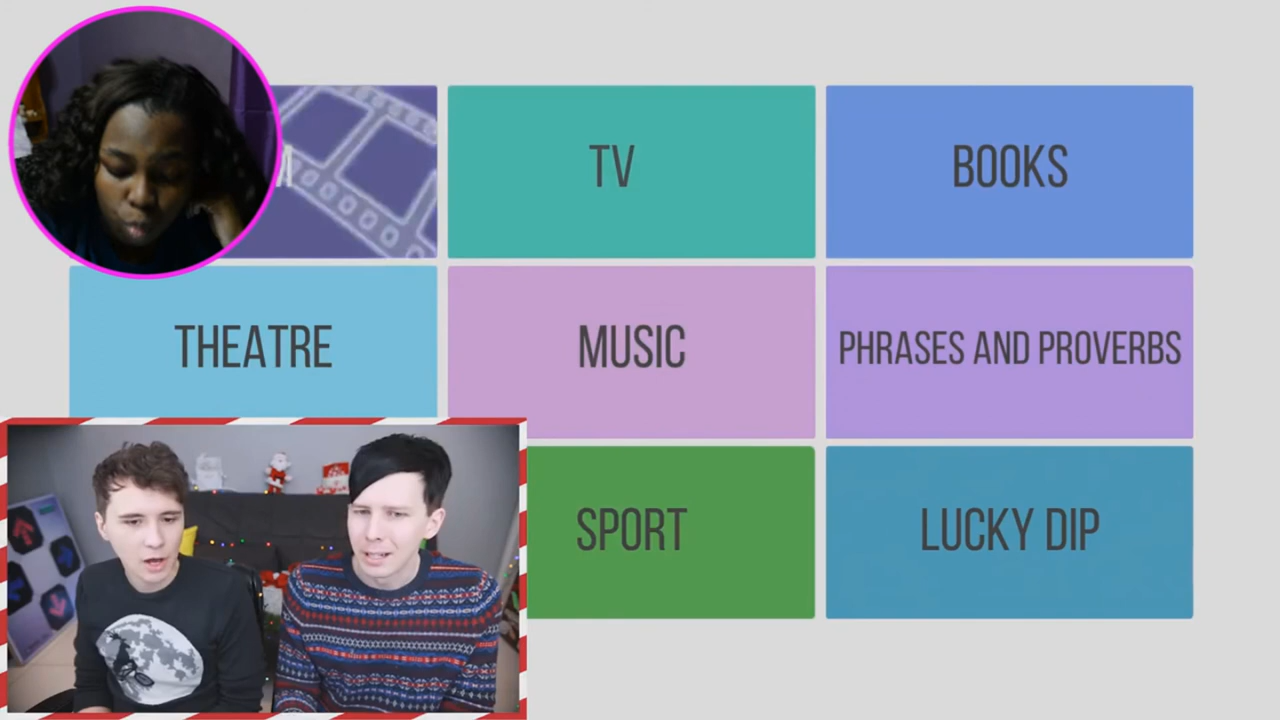 TV
BOOKS
THEATRE
MUSIC
PHRASES AND PROVERBS
SPORT
LUCKY DIP